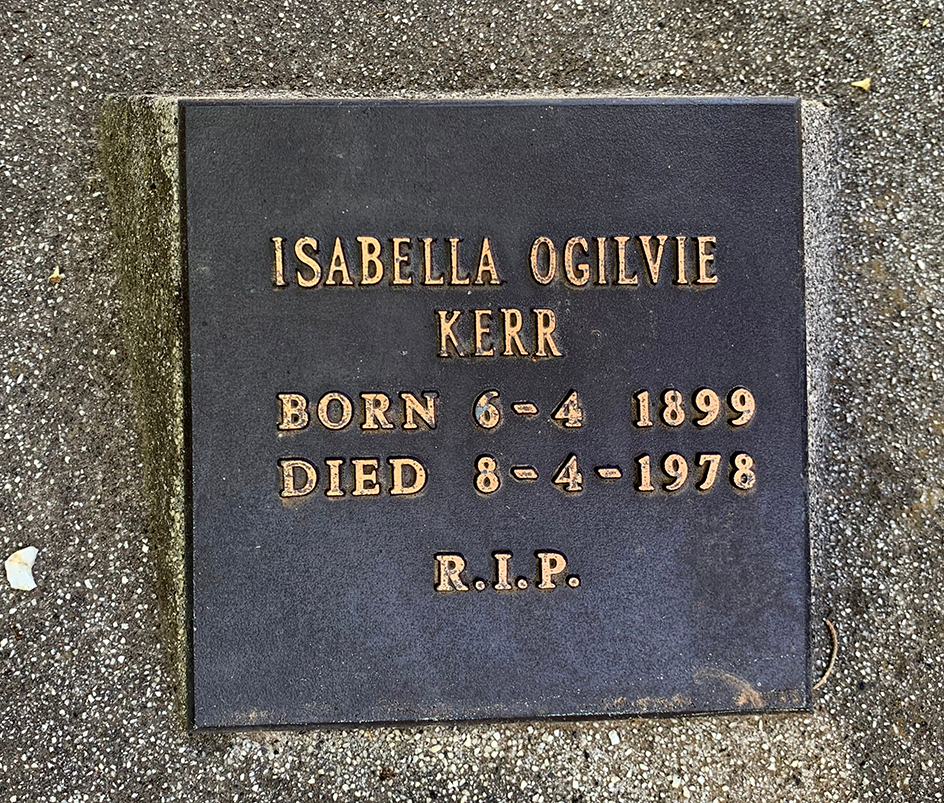 ISABELLA OGILVIE
KERR
BORN 6-4 1899
DIED 8-4-1978
R.I.P.